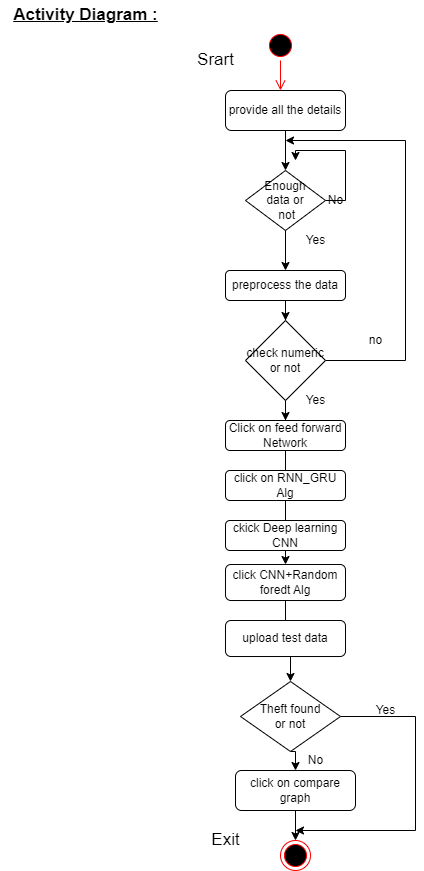 Activity Diagram :
Srart
provide all the details
Enough
data or
not
No
Yes
preprocess the data
check numeric
or not
no
Yes
Click on feed forward
Network
click on RNN_GRU
Alg
ckick Deep learning
CNN
click CNN+Random
foredt Alg
upload test data
Theft found
or not
Yes
No
click on compare
graph
Exit